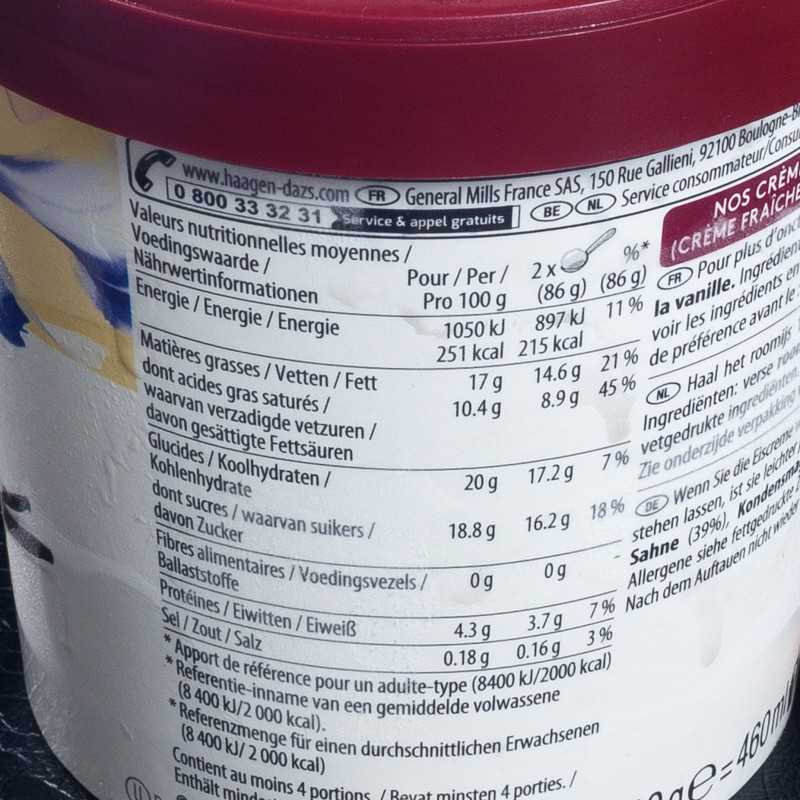 www.haagen-dazs.com FR General Mills France SAS, 150 Rue Gallieni, 92100 Boulogne-B
0 800 33 32 31 Service & appel gratuits BE NL Service consommateur/Consu
Valeurs nutritionnelles moyennes /
Voedingswaarde /
Nährwertinformationen
Pour / Per /
Pro 100 g
2 x
(86 g)
%*
(86 g)
Energie / Energie / Energie
1050 kJ 897 kJ 11 %
251 kcal 215 kcal
Matières grasses / Vetten / Fett 17 g 14.6 g 21 %
dont acides gras saturés / 10.4 g 8.9 g 45 %
waarvan verzadigde vetzuren /
davon gesättigte Fettsäuren
Glucides / Koolhydraten / 20 g 17.2 g 7 %
Kohlenhydrate
dont sucres / waarvan suikers / 18.8 g 16.2 g 18 %
davon Zucker
Fibres alimentaires / Voedingsvezels / 0 g 0 g -
Ballaststoffe
Protéines / Eiwitten / Eiweiß 4.3 g 3.7 g 7 %
Sel / Zout / Salz 0.18 g 0.16 g 3 %
* Apport de référence pour un adulte-type (8400 kJ/2000 kcal)
* Referentie-inname van een gemiddelde volwassene
(8 400 kJ/2 000 kcal).
* Referenzmenge für einen durchschnittlichen Erwachsenen
(8 400 kJ/ 2 000 kcal)
Contient au moins 4 portions. / Bevat minsten 4 porties. /
Enthält minde
NOS CRÈM
(CRÈME FRAÎCHE
FR Pour plus d'onct
la vanille. Ingrédien
voir les ingrédients en
de préférence avant le
NL Haal het roomijs
Ingrediënten: verse room
vetgedrukte ingrediënten.
Zie onderzijde verpakking
DE Wenn Sie die Eiscreme
stehen lassen, ist sie leichter
Sahne (39%), Kondensma
Allergene siehe fettgedruckte
Nach dem Auftauen nicht wieder
g e = 460 ml